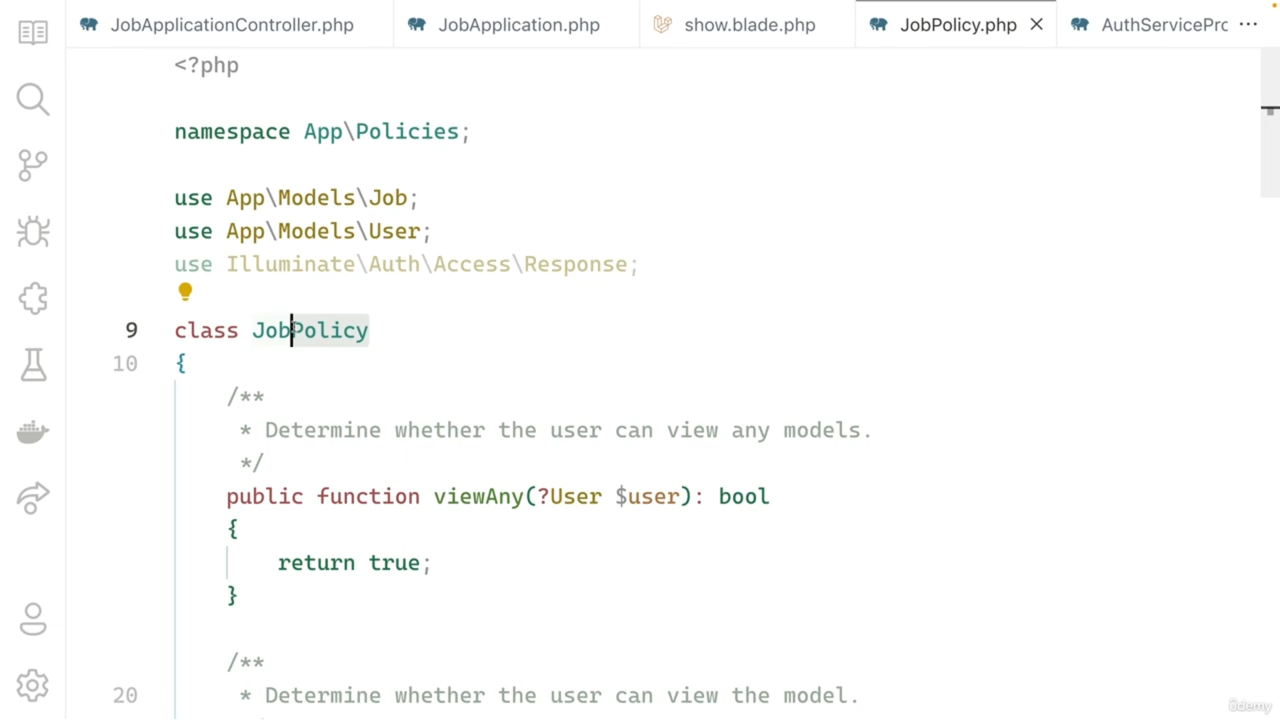 JobApplicationController.php JobApplication.php show.blade.php JobPolicy.php AuthServicePro ...
<?php
namespace App\Policies;
use App\Models\Job;
use App\Models\User;
use Illuminate\Auth\Access\Response;
9 class JobPolicy
10 {
/**
* Determine whether the user can view any models.
*/
public function viewAny(?User $user): bool
{
return true;
}
/**
20 * Determine whether the user can view the model.
ûdemy